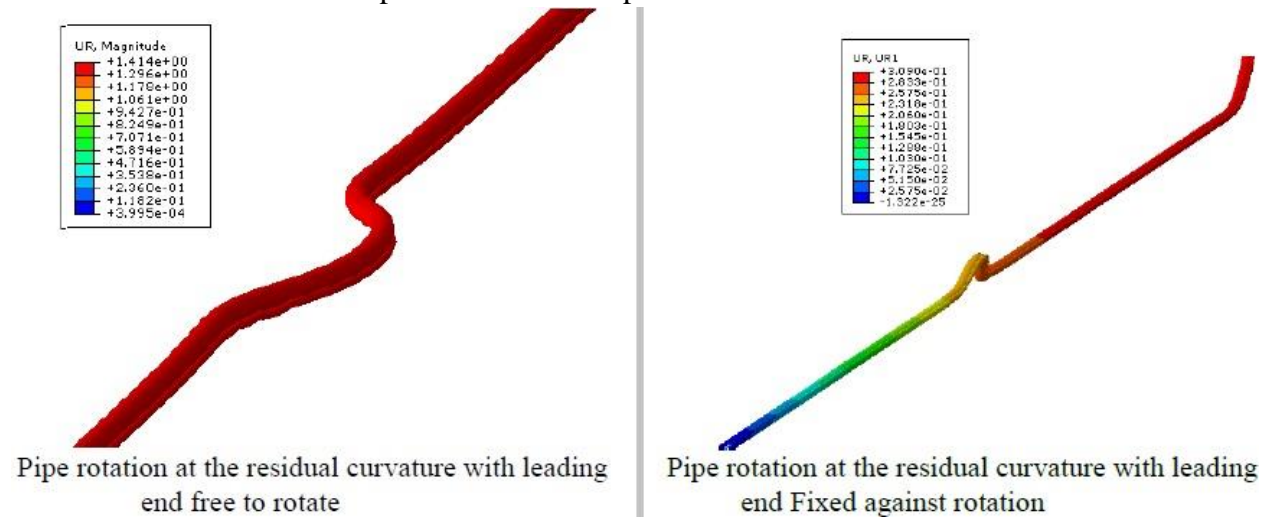 UR, Magnitude
+1.414e+00
+1.296e+00
+1.178e+00
+1.061e+00
+9.427e-01
+8.249e-01
+7.071e-01
+5.894e-01
+4.716e-01
+3.538e-01
+2.360e-01
+1.182e-01
+3.995e-04
UR, UR1
+3.090e-01
+2.833e-01
+2.575e-01
+2.318e-01
+2.060e-01
+1.803e-01
+1.545e-01
+1.288e-01
+1.030e-01
+7.725e-02
+5.150e-02
+2.575e-02
-1.322e-25
Pipe rotation at the residual curvature with leading
end free to rotate
Pipe rotation at the residual curvature with leading
end Fixed against rotation